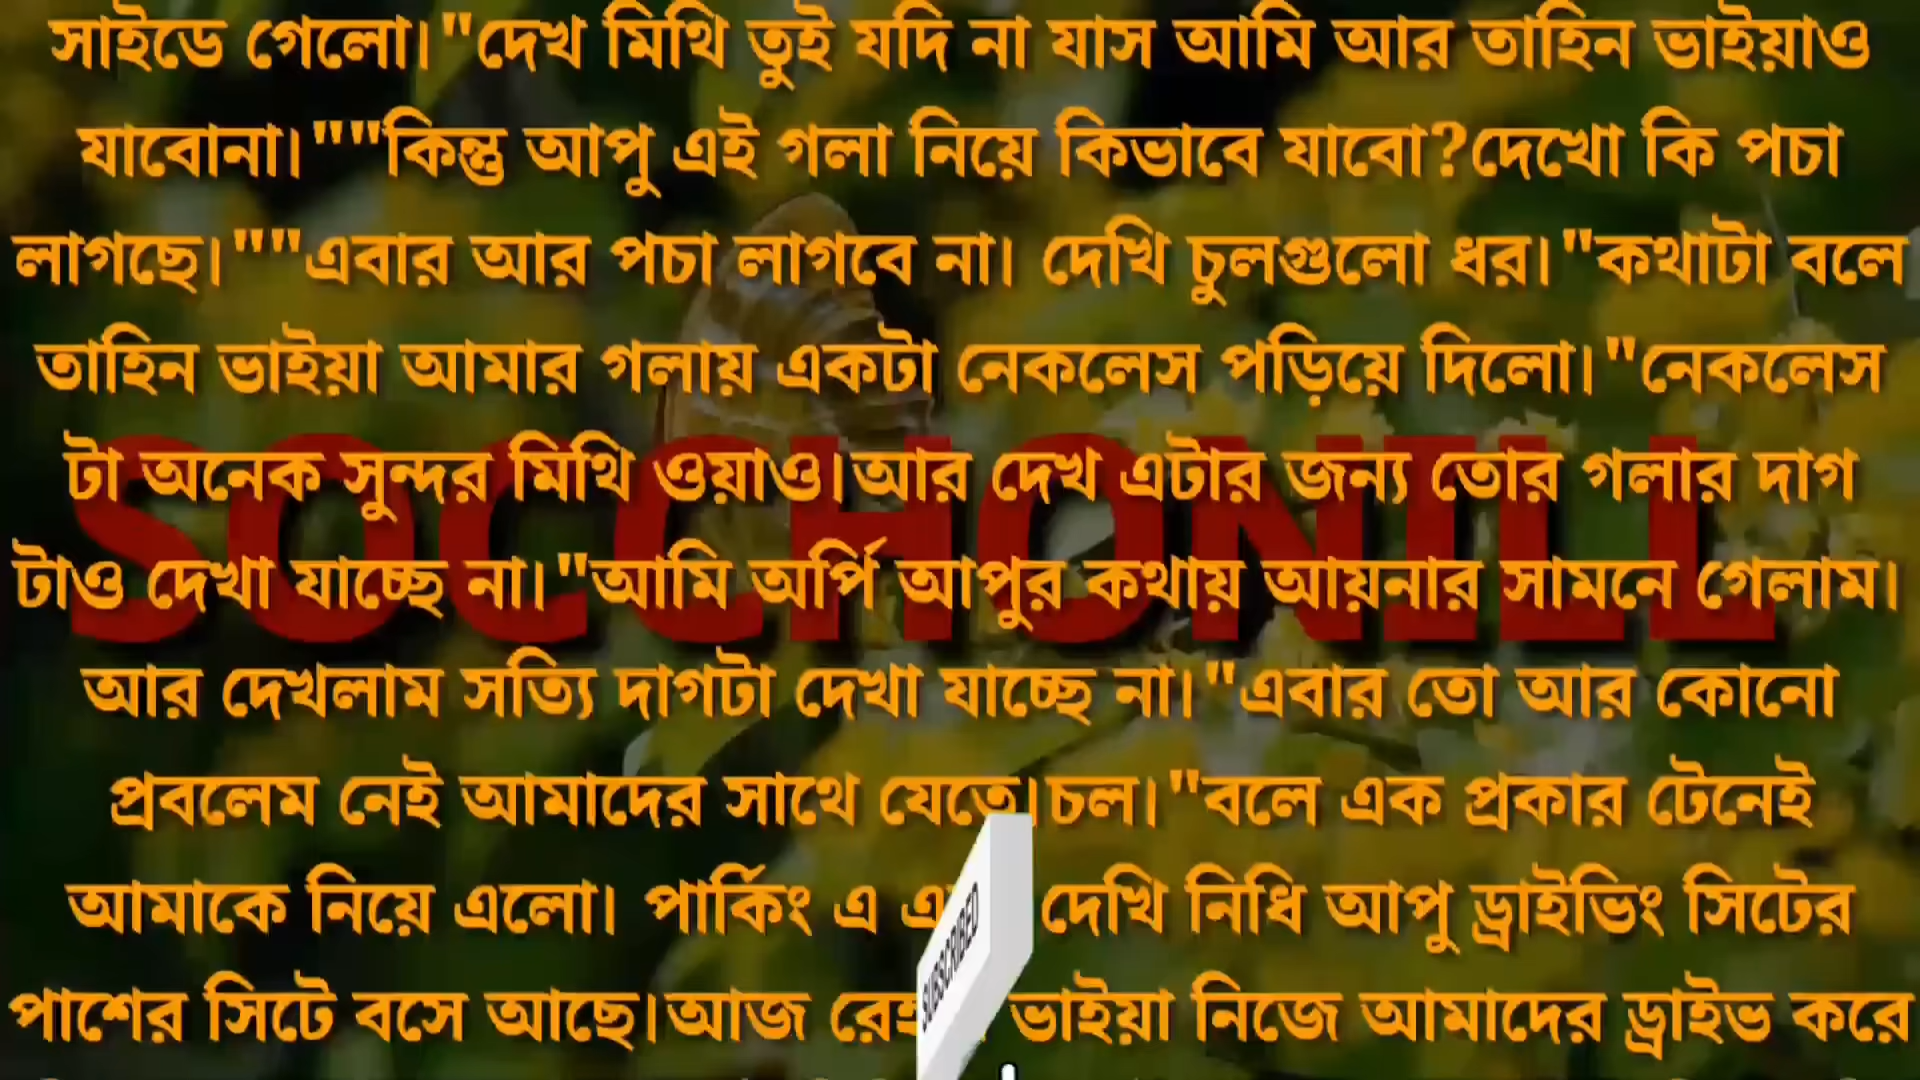 সাইডে গেলো।"দেখ মিথি তুই যদি না যাস আমি আর তাহিন ভাইয়াও
যাবোনা।""কিন্তু আপু এই গলা নিয়ে কিভাবে যাবো?দেখো কি পচা
লাগছে।""এবার আর পচা লাগবে না। দেখি চুলগুলো ধর।"কথাটা বলে
তাহিন ভাইয়া আমার গলায় একটা নেকলেস পড়িয়ে দিলো।"নেকলেস
টা অনেক সুন্দর মিথি ওয়াও।আর দেখ এটার জন্য তোর গলার দাগ
SOCCHONILL
টাও দেখা যাচ্ছে না।"আমি অর্পি আপুর কথায় আয়নার সামনে গেলাম।
আর দেখলাম সত্যি দাগটা দেখা যাচ্ছে না।"এবার তো আর কোনো
প্রবলেম নেই আমাদের সাথে যেতে।চল।"বলে এক প্রকার টেনেই
আমাকে নিয়ে এলো। পার্কিং এ দেখি নিধি আপু ড্রাইভিং সিটের
SUBSCRIBED
পাশের সিটে বসে আছে।আজ ভাইয়া নিজে আমাদের ড্রাইভ করে